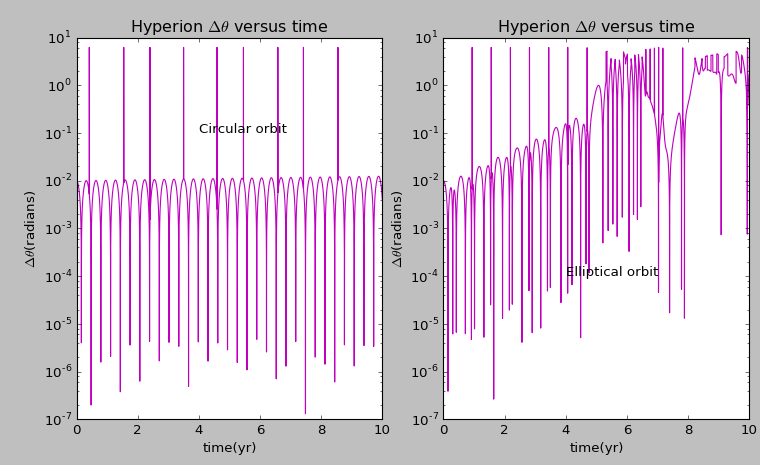 Hyperion Δθ versus time
10^1
10^0
10^-1
10^-2
10^-3
10^-4
10^-5
10^-6
10^-7
Δθ(radians)
Circular orbit
0 2 4 6 8 10
time(yr)
Hyperion Δθ versus time
10^1
10^0
10^-1
10^-2
10^-3
10^-4
10^-5
10^-6
10^-7
Δθ(radians)
Elliptical orbit
0 2 4 6 8 10
time(yr)